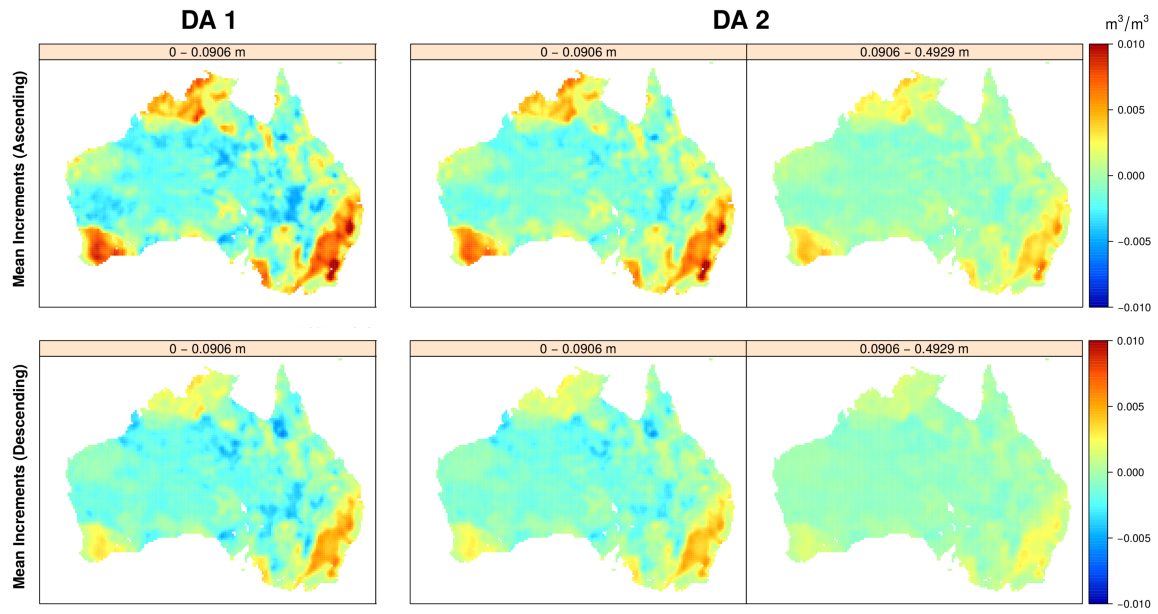 DA 1
DA 2
m³/m³
Mean Increments (Ascending)
0 − 0.0906 m
0 − 0.0906 m
0.0906 − 0.4929 m
0.010
0.005
0.000
−0.005
−0.010
Mean Increments (Descending)
0 − 0.0906 m
0 − 0.0906 m
0.0906 − 0.4929 m
0.010
0.005
0.000
−0.005
−0.010